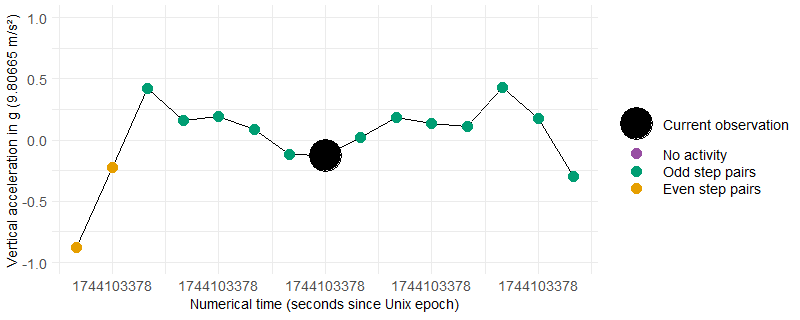 Vertical acceleration in g (9.80665 m/s²)
1.0
0.5
0.0
-0.5
-1.0
1744103378 1744103378 1744103378 1744103378 1744103378
Numerical time (seconds since Unix epoch)
Current observation
No activity
Odd step pairs
Even step pairs